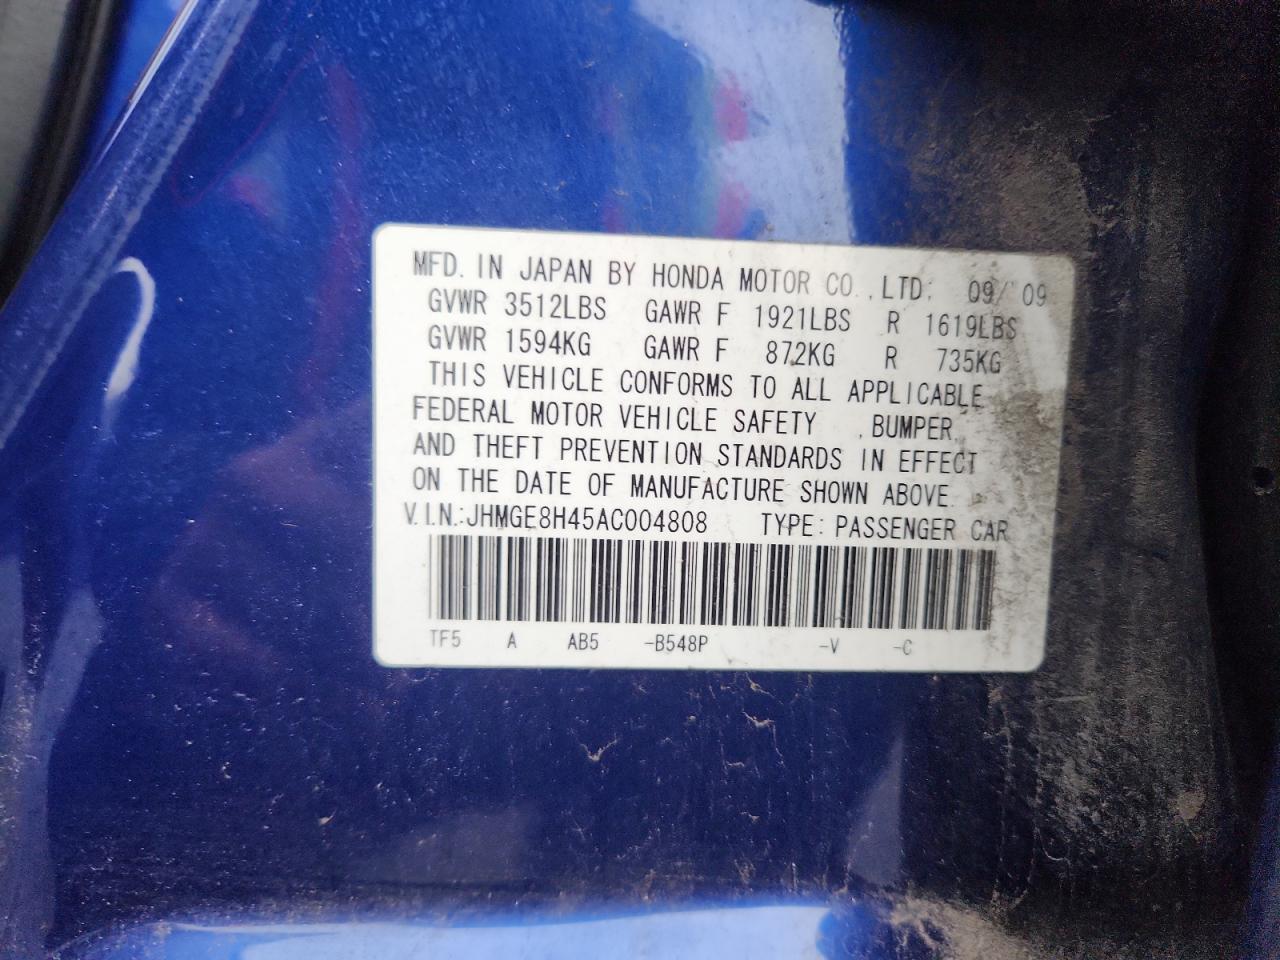 MFD. IN JAPAN BY HONDA MOTOR CO.,LTD. 09/ 09
GVWR 3512LBS GAWR F 1921LBS R 1619LBS
GVWR 1594KG GAWR F 872KG R 735KG
THIS VEHICLE CONFORMS TO ALL APPLICABLE
FEDERAL MOTOR VEHICLE SAFETY , BUMPER,
AND THEFT PREVENTION STANDARDS IN EFFECT
ON THE DATE OF MANUFACTURE SHOWN ABOVE.
V.I.N.:JHMGE8H45AC004808 TYPE: PASSENGER CAR
TF5 A AB5 -B548P -V -C